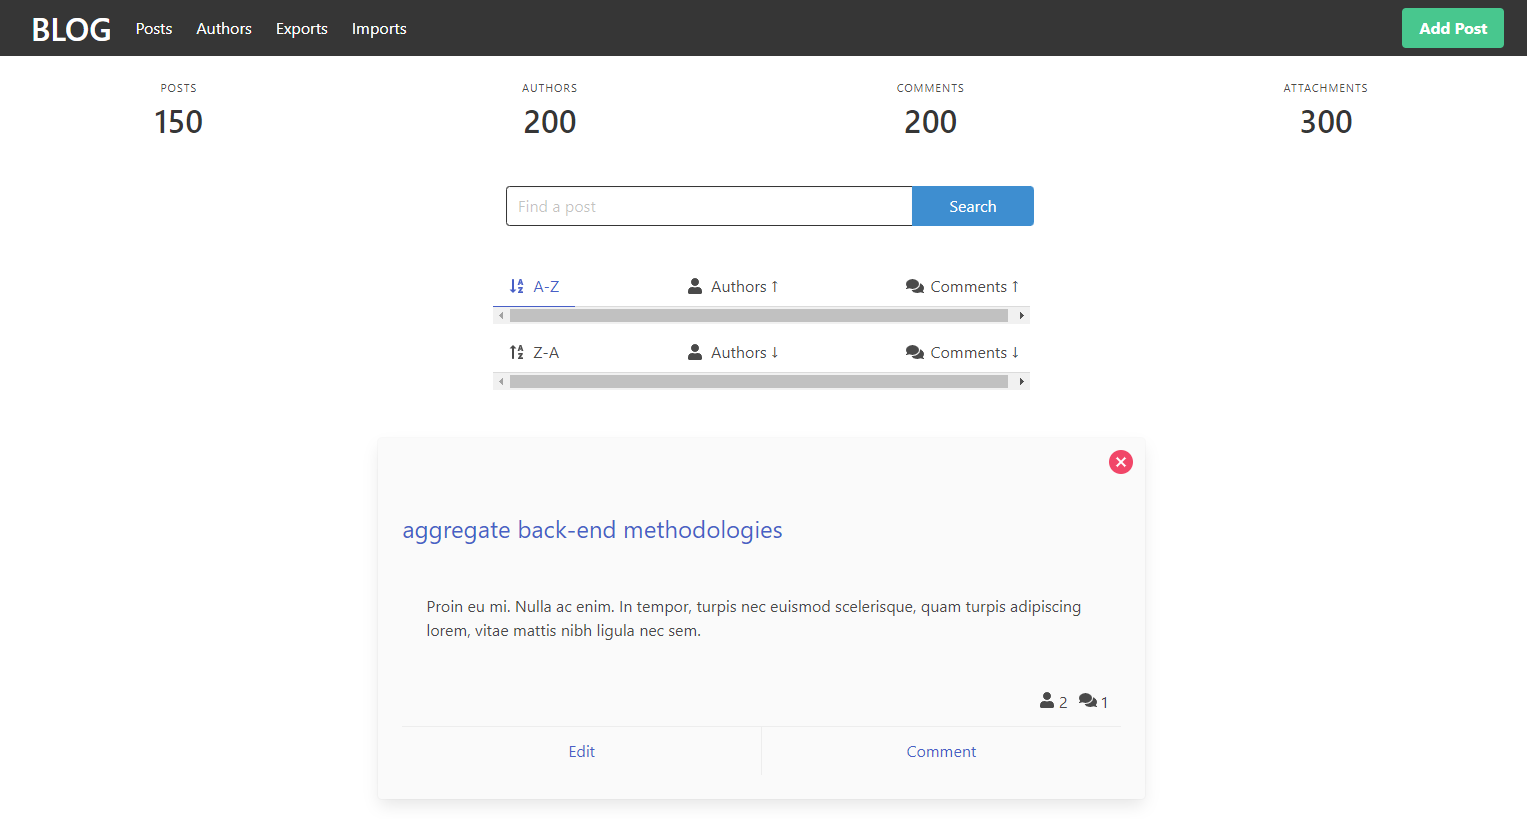 BLOG Posts Authors Exports Imports Add Post
POSTS AUTHORS COMMENTS ATTACHMENTS
150 200 200 300
Find a post Search
A-Z Authors ↑ Comments ↑
Z-A Authors ↓ Comments ↓
aggregate back-end methodologies
Proin eu mi. Nulla ac enim. In tempor, turpis nec euismod scelerisque, quam turpis adipiscing
lorem, vitae mattis nibh ligula nec sem.
2 1
Edit Comment